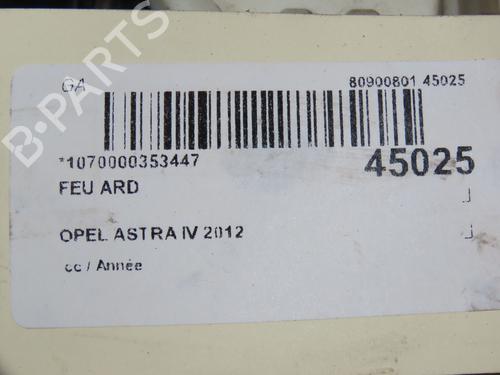 GA
80900801 45025
*1070000353447
45025
FEU ARD
OPEL ASTRA IV 2012
cc / Année
B-PARTS